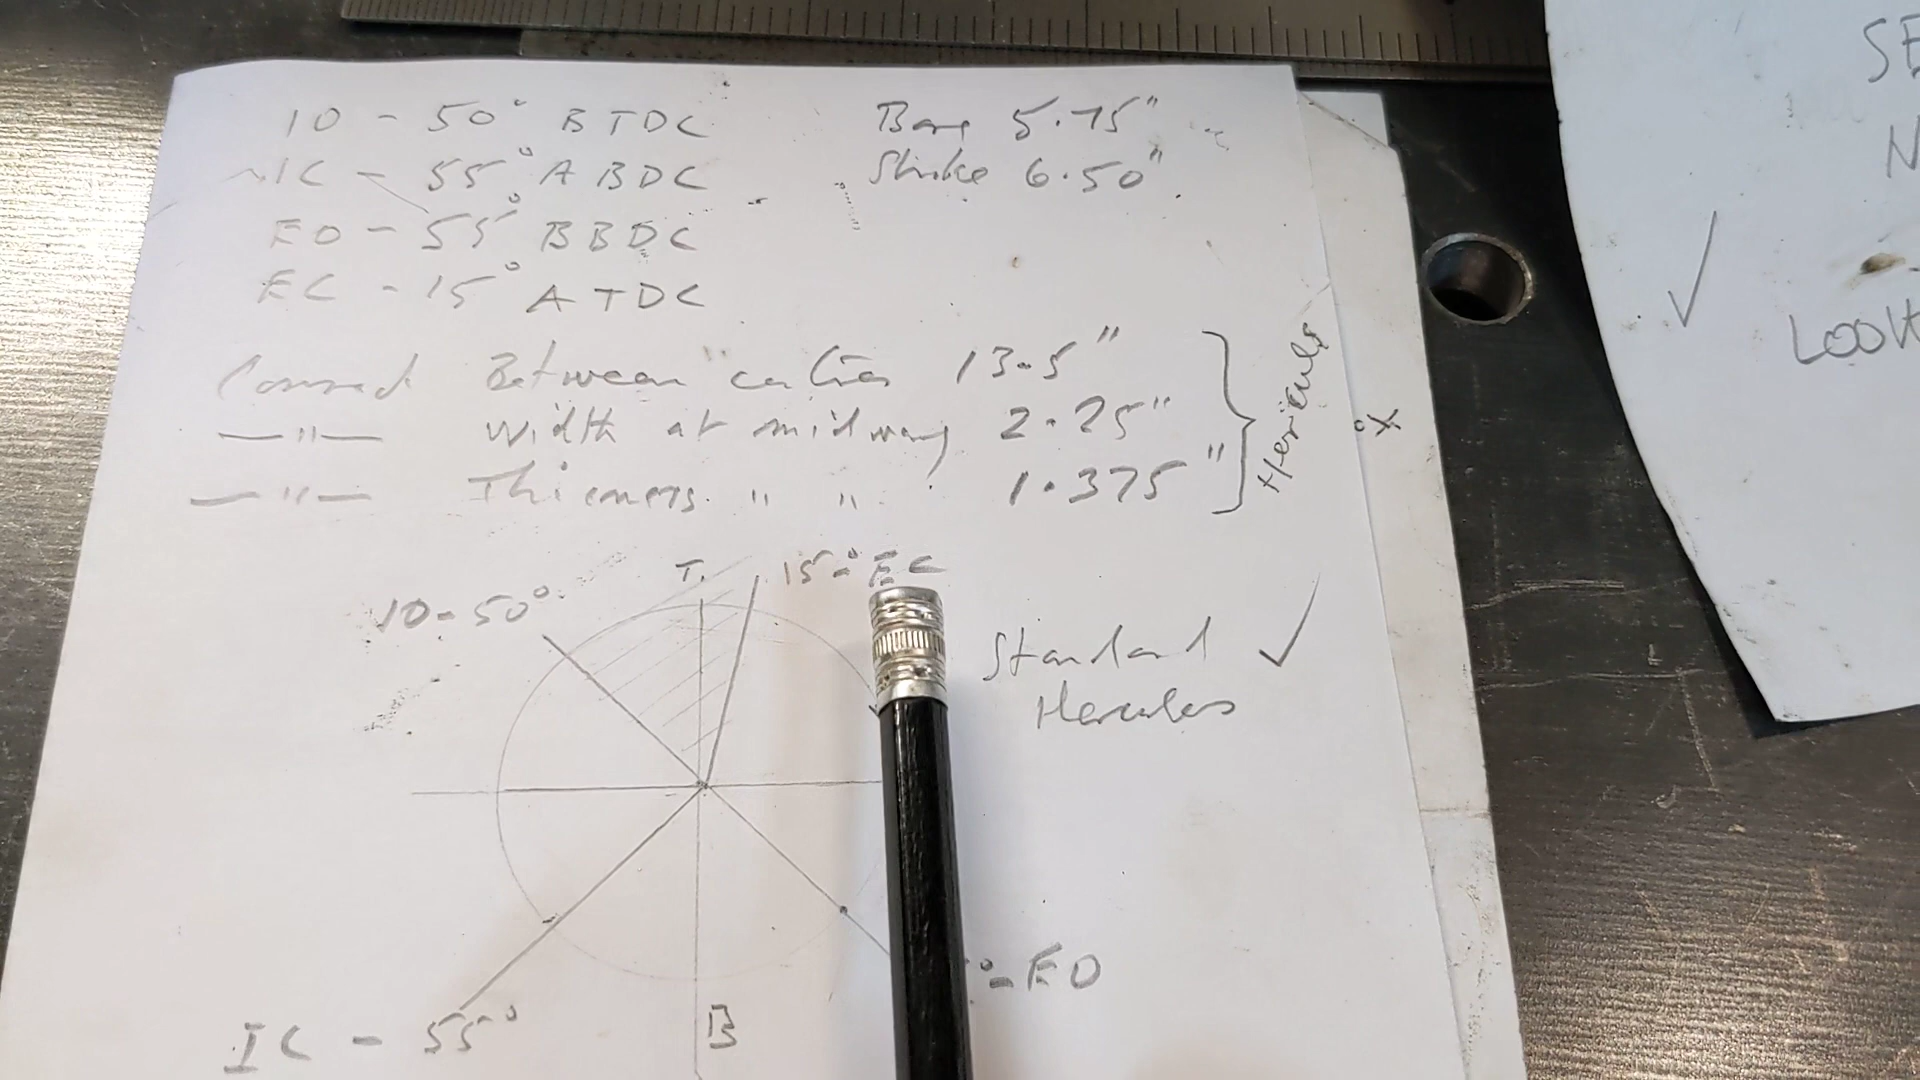 IO - 50° BTDC
IC - 55° ABDC
EO - 55° BBDC
EC - 15° ATDC
Bore 5.75"
Stroke 6.50"
Conrod Between centres 13.5"
—"— Width at midway 2.25"
—"— Thickness " " 1.375"
Hercules
T.
15° EC
IO - 50°
Standard ✓
Hercules
° - EO
IC - 55°
B
SE
N
✓
LOOK